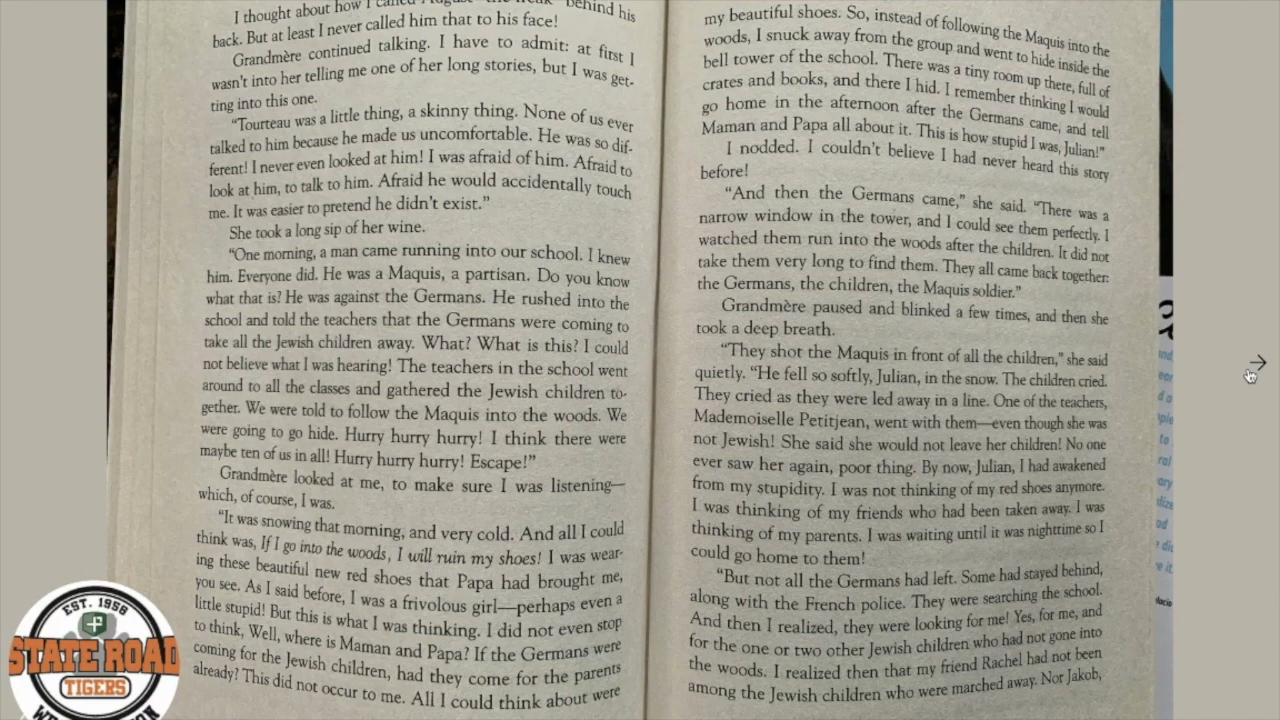 I thought about how I called August behind his
back. But at least I never called him that to his face!
Grandmère continued talking. I have to admit: at first I
wasn't into her telling me one of her long stories, but I was get-
ting into this one.
"Tourteau was a little thing, a skinny thing. None of us ever
talked to him because he made us uncomfortable. He was so dif-
ferent! I never even looked at him! I was afraid of him. Afraid to
look at him, to talk to him. Afraid he would accidentally touch
me. It was easier to pretend he didn't exist."
She took a long sip of her wine.
"One morning, a man came running into our school. I knew
him. Everyone did. He was a Maquis, a partisan. Do you know
what that is? He was against the Germans. He rushed into the
school and told the teachers that the Germans were coming to
take all the Jewish children away. What? What is this? I could
not believe what I was hearing! The teachers in the school went
around to all the classes and gathered the Jewish children to-
gether. We were told to follow the Maquis into the woods. We
were going to go hide. Hurry hurry hurry! I think there were
maybe ten of us in all! Hurry hurry hurry! Escape!"
Grandmère looked at me, to make sure I was listening—
which, of course, I was.
"It was snowing that morning, and very cold. And all I could
think was, If I go into the woods, I will ruin my shoes! I was wear-
ing these beautiful new red shoes that Papa had brought me,
you see. As I said before, I was a frivolous girl—perhaps even a
little stupid! But this is what I was thinking. I did not even stop
to think, Well, where is Maman and Papa? If the Germans were
coming for the Jewish children, had they come for the parents
already? This did not occur to me. All I could think about were
my beautiful shoes. So, instead of following the Maquis into the
woods, I snuck away from the group and went to hide inside the
bell tower of the school. There was a tiny room up there, full of
crates and books, and there I hid. I remember thinking I would
go home in the afternoon after the Germans came, and tell
Maman and Papa all about it. This is how stupid I was, Julian!"
I nodded. I couldn't believe I had never heard this story
before!
"And then the Germans came," she said. "There was a
narrow window in the tower, and I could see them perfectly. I
watched them run into the woods after the children. It did not
take them very long to find them. They all came back together:
the Germans, the children, the Maquis soldier."
Grandmère paused and blinked a few times, and then she
took a deep breath.
"They shot the Maquis in front of all the children," she said
quietly. "He fell so softly, Julian, in the snow. The children cried.
They cried as they were led away in a line. One of the teachers,
Mademoiselle Petitjean, went with them—even though she was
not Jewish! She said she would not leave her children! No one
ever saw her again, poor thing. By now, Julian, I had awakened
from my stupidity. I was not thinking of my red shoes anymore.
I was thinking of my friends who had been taken away. I was
thinking of my parents. I was waiting until it was nighttime so I
could go home to them!
"But not all the Germans had left. Some had stayed behind,
along with the French police. They were searching the school.
And then I realized, they were looking for me! Yes, for me, and
for the one or two other Jewish children who had not gone into
the woods. I realized then that my friend Rachel had not been
among the Jewish children who were marched away. Nor Jakob,
EST. 1956
STATE ROAD
TIGERS